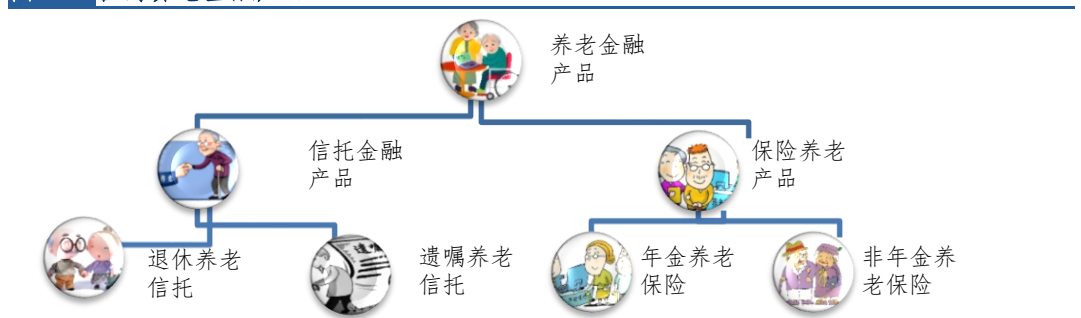 养老金融
产品
信托金融
产品
保险养老
产品
退休养老
信托
遗嘱养老
信托
年金养老
保险
非年金养
老保险